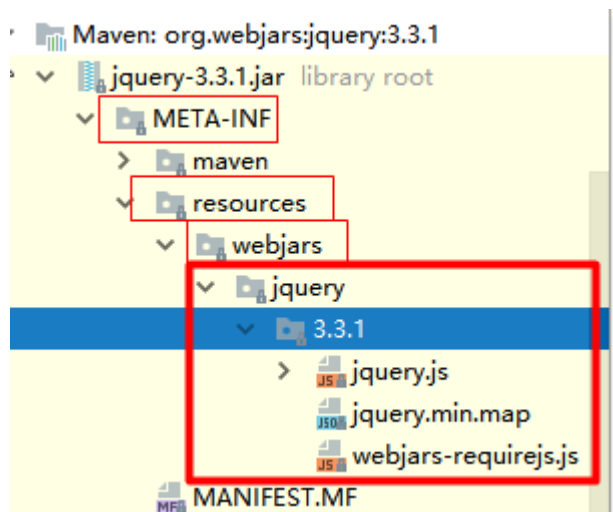 Maven: org.webjars:jquery:3.3.1
jquery-3.3.1.jar library root
META-INF
maven
resources
webjars
jquery
3.3.1
jquery.js
jquery.min.map
webjars-requirejs.js
MANIFEST.MF